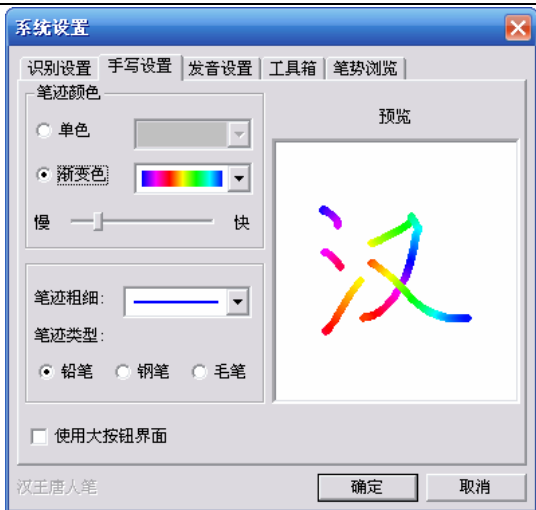 系统设置
识别设置 手写设置 发音设置 工具箱 笔势浏览
笔迹颜色
单色
渐变色
慢 快
预览
汉
笔迹粗细:
笔迹类型:
铅笔 钢笔 毛笔
使用大按钮界面
汉王唐人笔 确定 取消